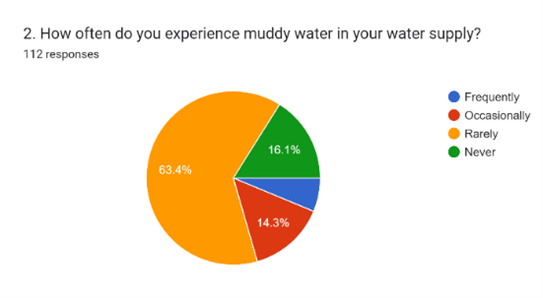 2. How often do you experience muddy water in your water supply?
112 responses
Frequently
Occasionally
Rarely
Never
16.1%
63.4%
14.3%